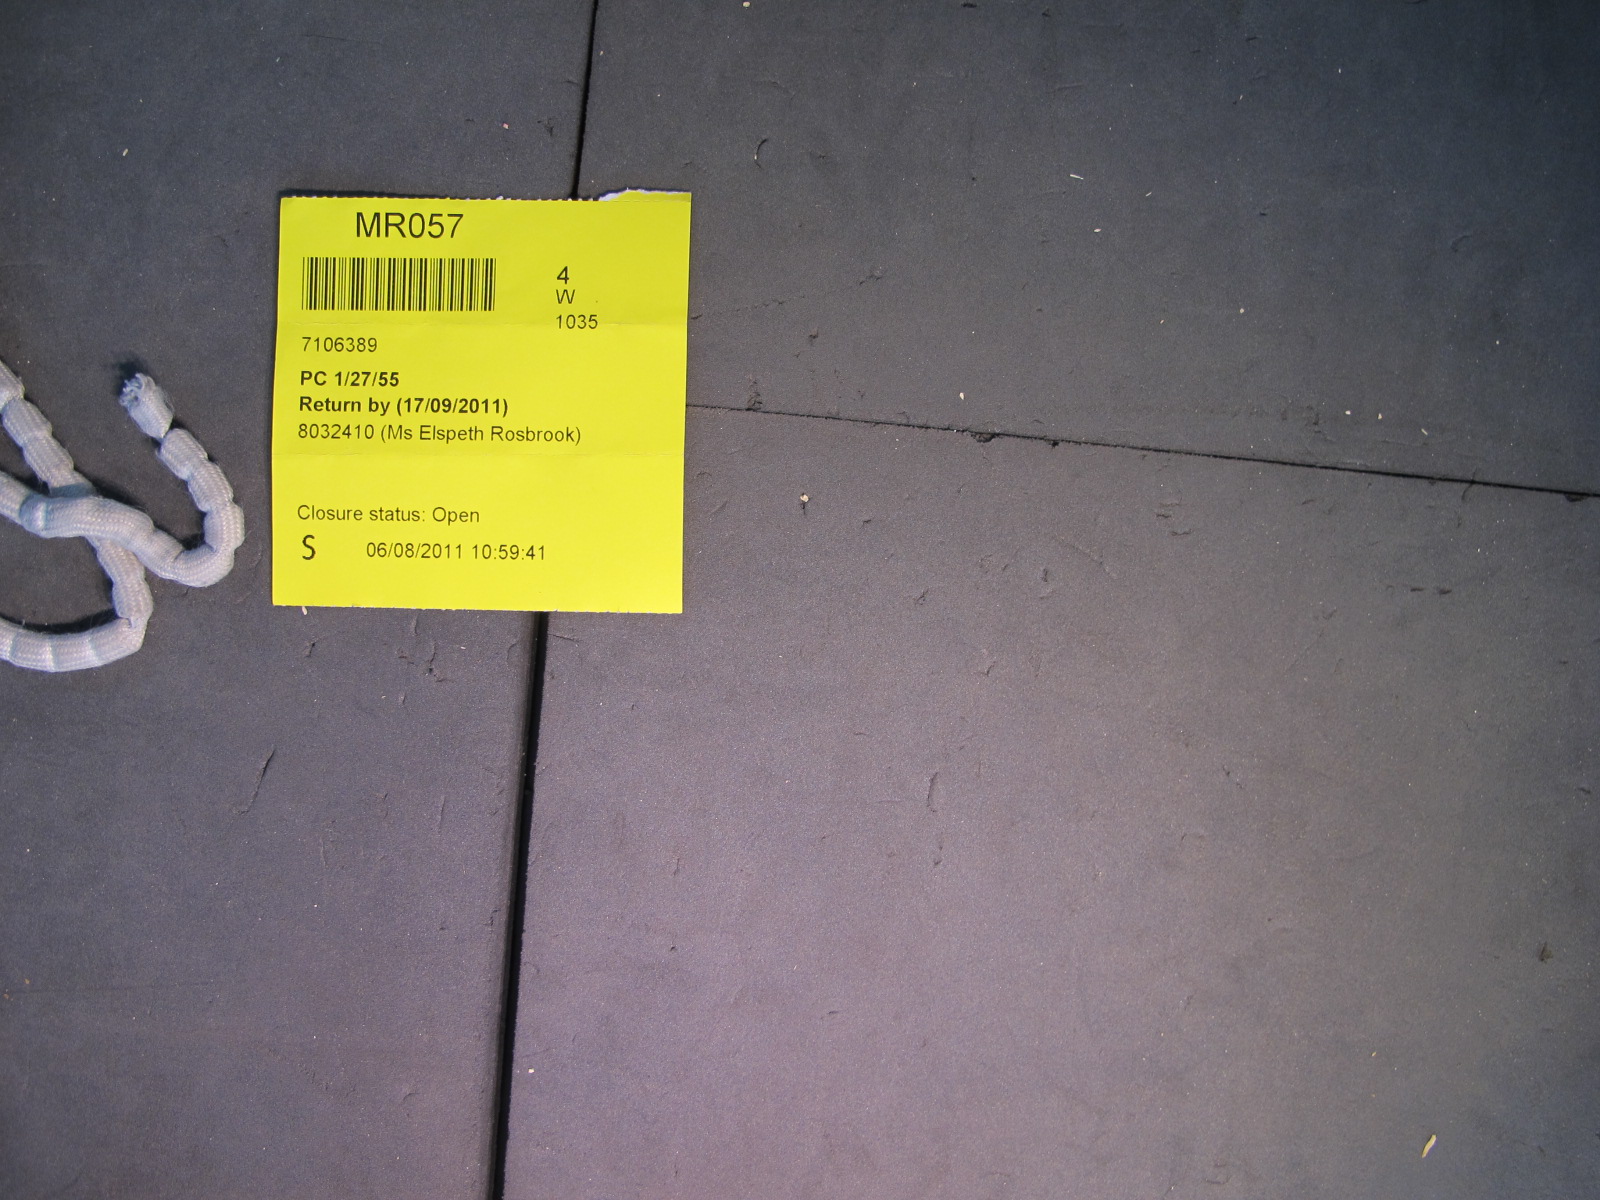 MR057
4
W
1035
7106389
PC 1/27/55
Return by (17/09/2011)
8032410 (Ms Elspeth Rosbrook)
Closure status: Open
S 06/08/2011 10:59:41